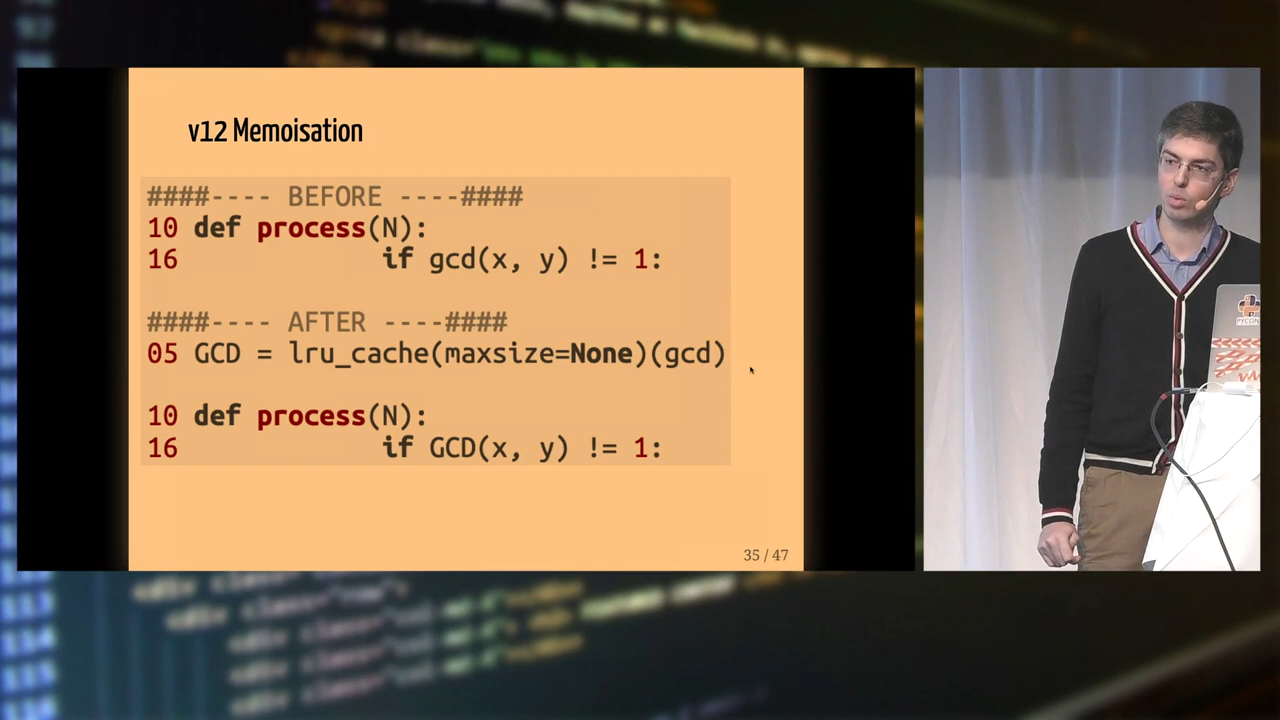 v12 Memoisation
####---- BEFORE ----####
10 def process(N):
16 if gcd(x, y) != 1:
####---- AFTER ----####
05 GCD = lru_cache(maxsize=None)(gcd)
10 def process(N):
16 if GCD(x, y) != 1:
35 / 47
PYCON